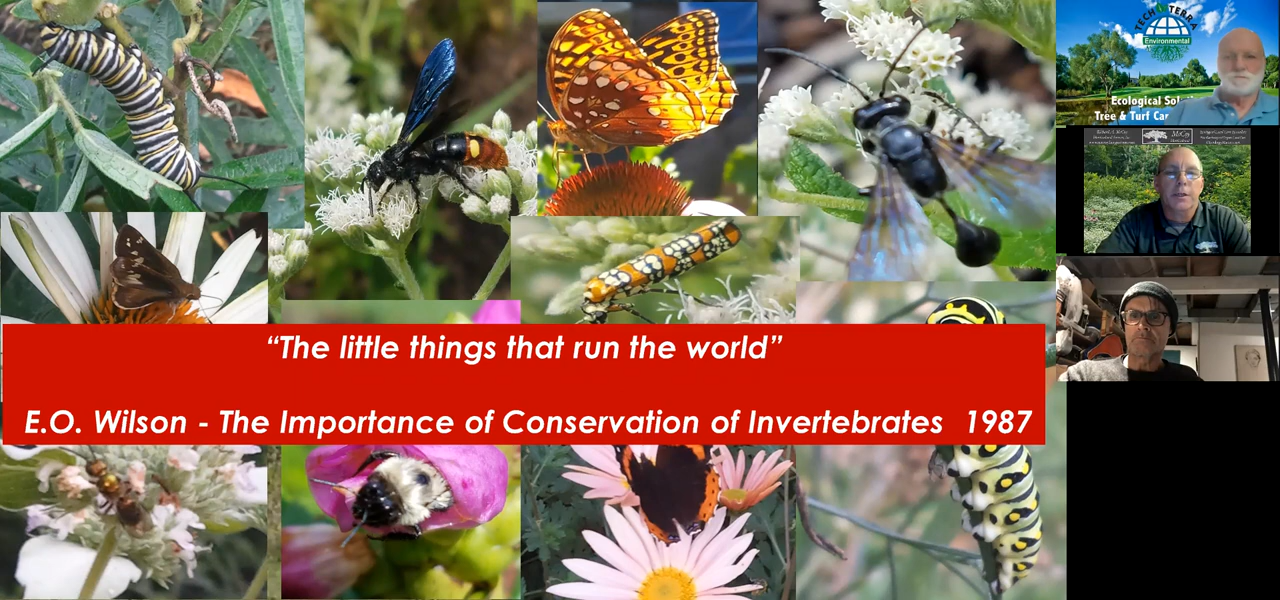 “The little things that run the world”
E.O. Wilson - The Importance of Conservation of Invertebrates 1987
TECH TERRA
Environmental
Ecological Sol
Tree & Turf Car